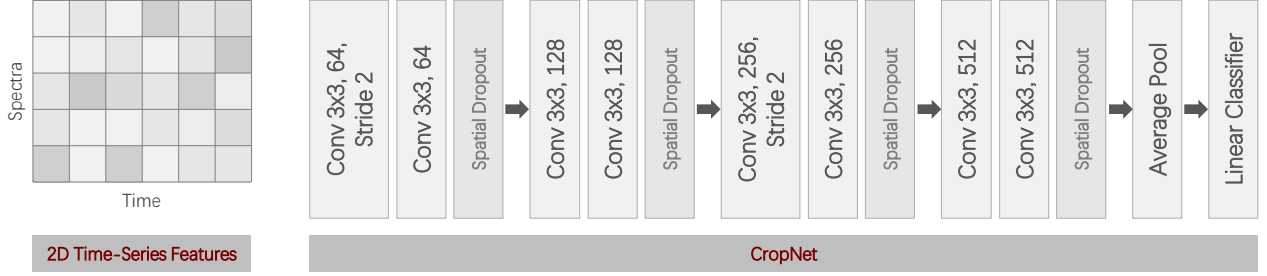 Spectra
Time
2D Time-Series Features
Conv 3x3, 64,
Stride 2
Conv 3x3, 64
Spatial Dropout
Conv 3x3, 128
Conv 3x3, 128
Spatial Dropout
Conv 3x3, 256,
Stride 2
Conv 3x3, 256
Spatial Dropout
Conv 3x3, 512
Conv 3x3, 512
Spatial Dropout
Average Pool
Linear Classifier
CropNet